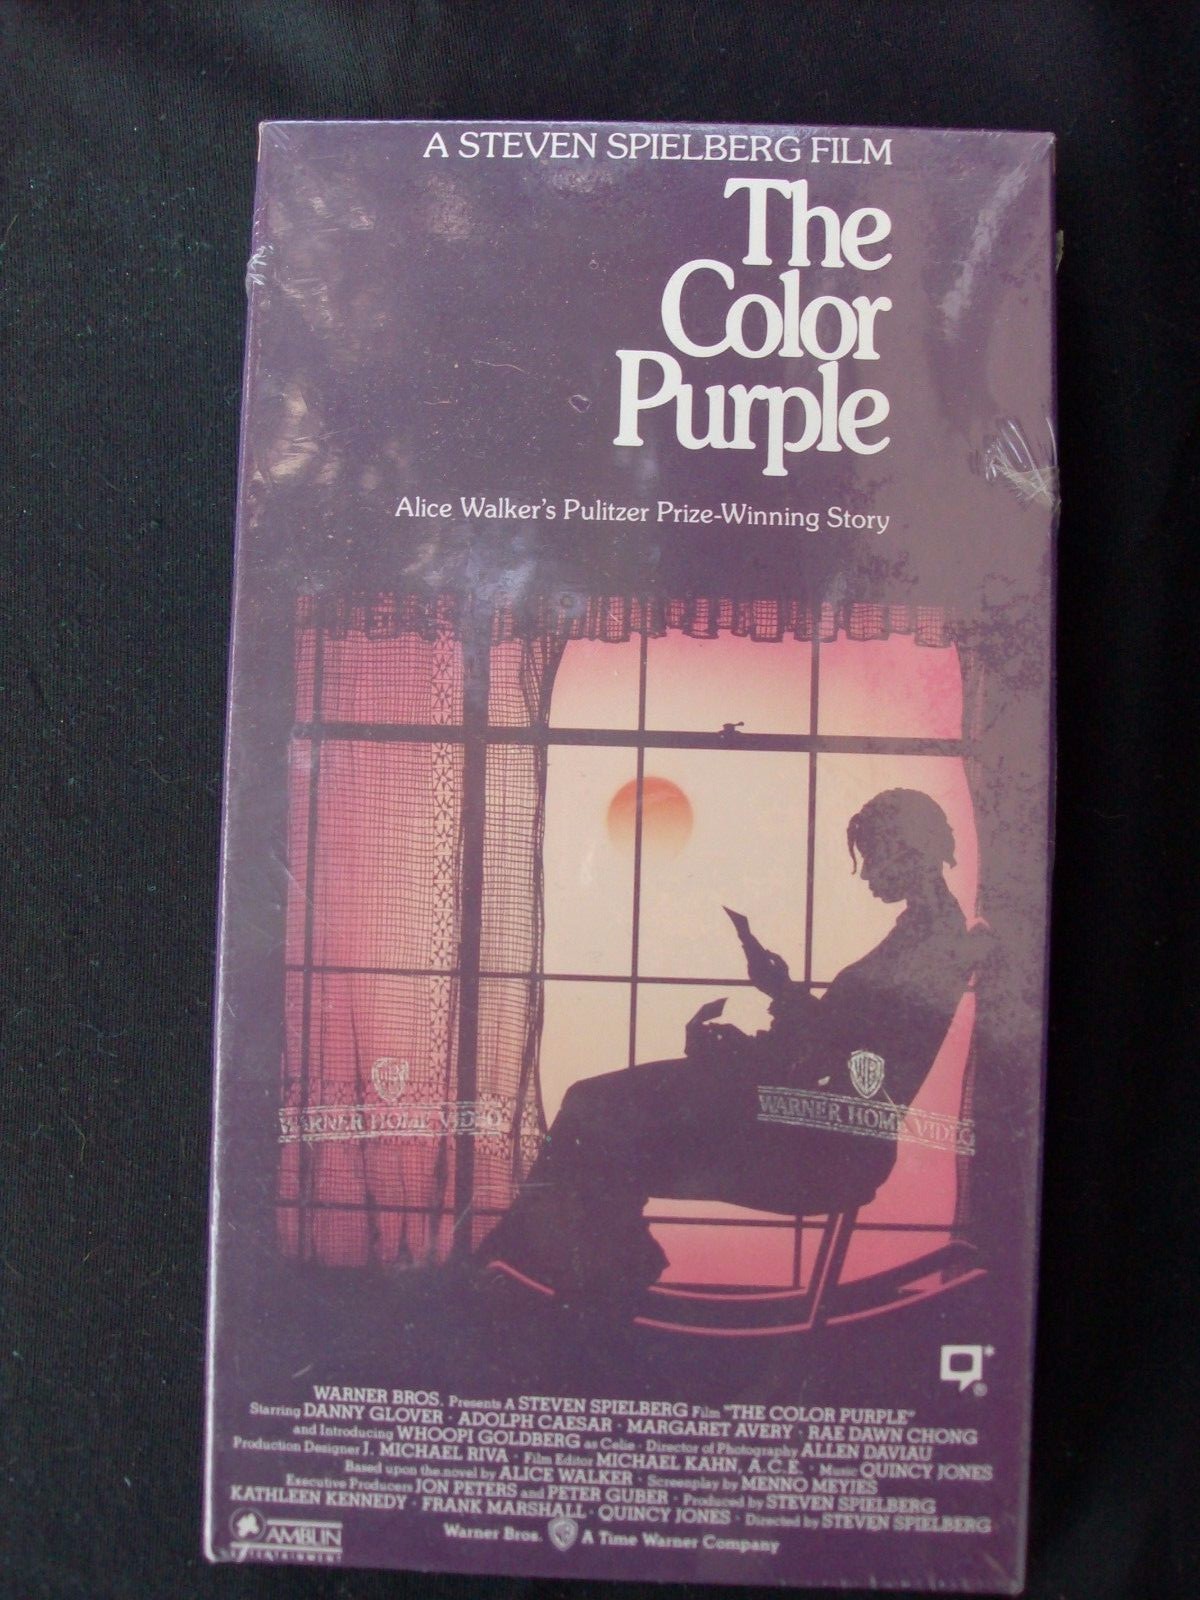 A STEVEN SPIELBERG FILM
The
Color
Purple
Alice Walker's Pulitzer Prize-Winning Story
WB
WARNER HOME VIDEO
WB
WARNER HOME VIDEO
WARNER BROS. Presents A STEVEN SPIELBERG Film "THE COLOR PURPLE"
Starring DANNY GLOVER · ADOLPH CAESAR · MARGARET AVERY · RAE DAWN CHONG
and Introducing WHOOPI GOLDBERG as Celie · Director of Photography ALLEN DAVIAU
Production Designer J. MICHAEL RIVA · Film Editor MICHAEL KAHN, A.C.E. · Music QUINCY JONES
Based upon the novel by ALICE WALKER · Screenplay by MENNO MEYJES
Executive Producers JON PETERS and PETER GUBER · Produced by STEVEN SPIELBERG
KATHLEEN KENNEDY · FRANK MARSHALL · QUINCY JONES · Directed by STEVEN SPIELBERG
AMBLIN
ENTERTAINMENT
Warner Bros. WB A Time Warner Company